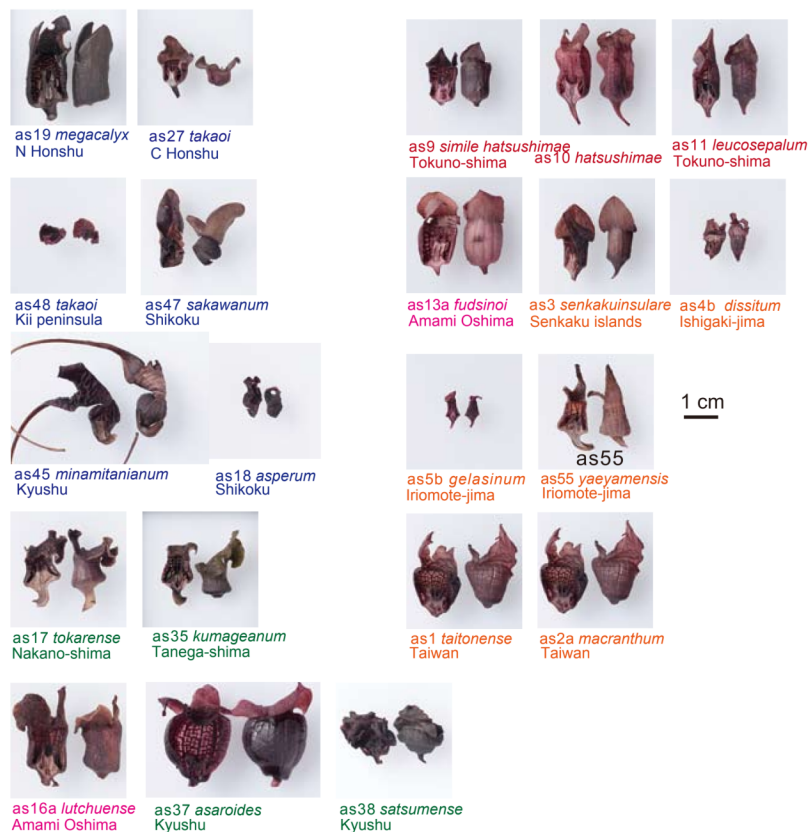 as19 megacalyx
N Honshu
as27 takaoi
C Honshu
as9 simile hatsushimae
Tokuno-shima
as10 hatsushimae
as11 leucosepalum
Tokuno-shima
as48 takaoi
Kii peninsula
as47 sakawanum
Shikoku
as13a fudsinoi
Amami Oshima
as3 senkakuinsulare
Senkaku islands
as4b dissitum
Ishigaki-jima
as45 minamitanianum
Kyushu
as18 asperum
Shikoku
1 cm
as55
as5b gelasinum
Iriomote-jima
as55 yaeyamensis
Iriomote-jima
as17 tokarense
Nakano-shima
as35 kumageanum
Tanega-shima
as1 taitonense
Taiwan
as2a macranthum
Taiwan
as16a lutchuense
Amami Oshima
as37 asaroides
Kyushu
as38 satsumense
Kyushu